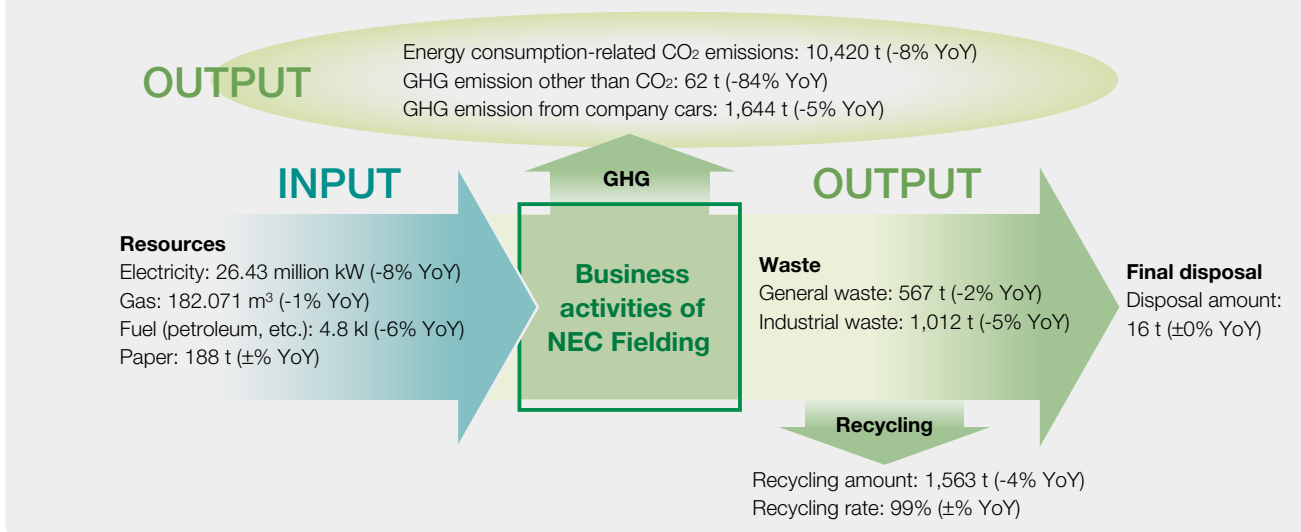 Energy consumption-related CO₂ emissions: 10,420 t (-8% YoY)
OUTPUT
GHG emission other than CO₂: 62 t (-84% YoY)
GHG emission from company cars: 1,644 t (-5% YoY)
INPUT
GHG
OUTPUT
Resources
Electricity: 26.43 million kW (-8% YoY)
Gas: 182.071 m³ (-1% YoY)
Fuel (petroleum, etc.): 4.8 kl (-6% YoY)
Paper: 188 t (±% YoY)
Business
activities of
NEC Fielding
Waste
General waste: 567 t (-2% YoY)
Industrial waste: 1,012 t (-5% YoY)
Final disposal
Disposal amount:
16 t (±0% YoY)
Recycling
Recycling amount: 1,563 t (-4% YoY)
Recycling rate: 99% (±% YoY)